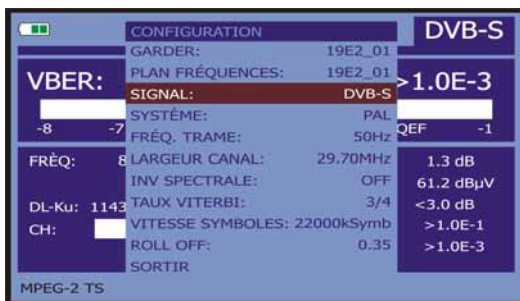 CONFIGURATION
DVB-S
GARDER: 19E2_01
PLAN FRÉQUENCES: 19E2_01
VBER: >1.0E-3
SIGNAL: DVB-S
SYSTÈME: PAL
-8 -7 QEF -1
FRÉQ. TRAME: 50Hz
FRÈQ: 8 LARGEUR CANAL: 29.70MHz 1.3 dB
INV SPECTRALE: OFF 61.2 dBµV
DL-Ku: 1143 TAUX VITERBI: 3/4 <3.0 dB
CH: VITESSE SYMBOLES: 22000kSymb >1.0E-1
ROLL OFF: 0.35 >1.0E-3
SORTIR
MPEG-2 TS